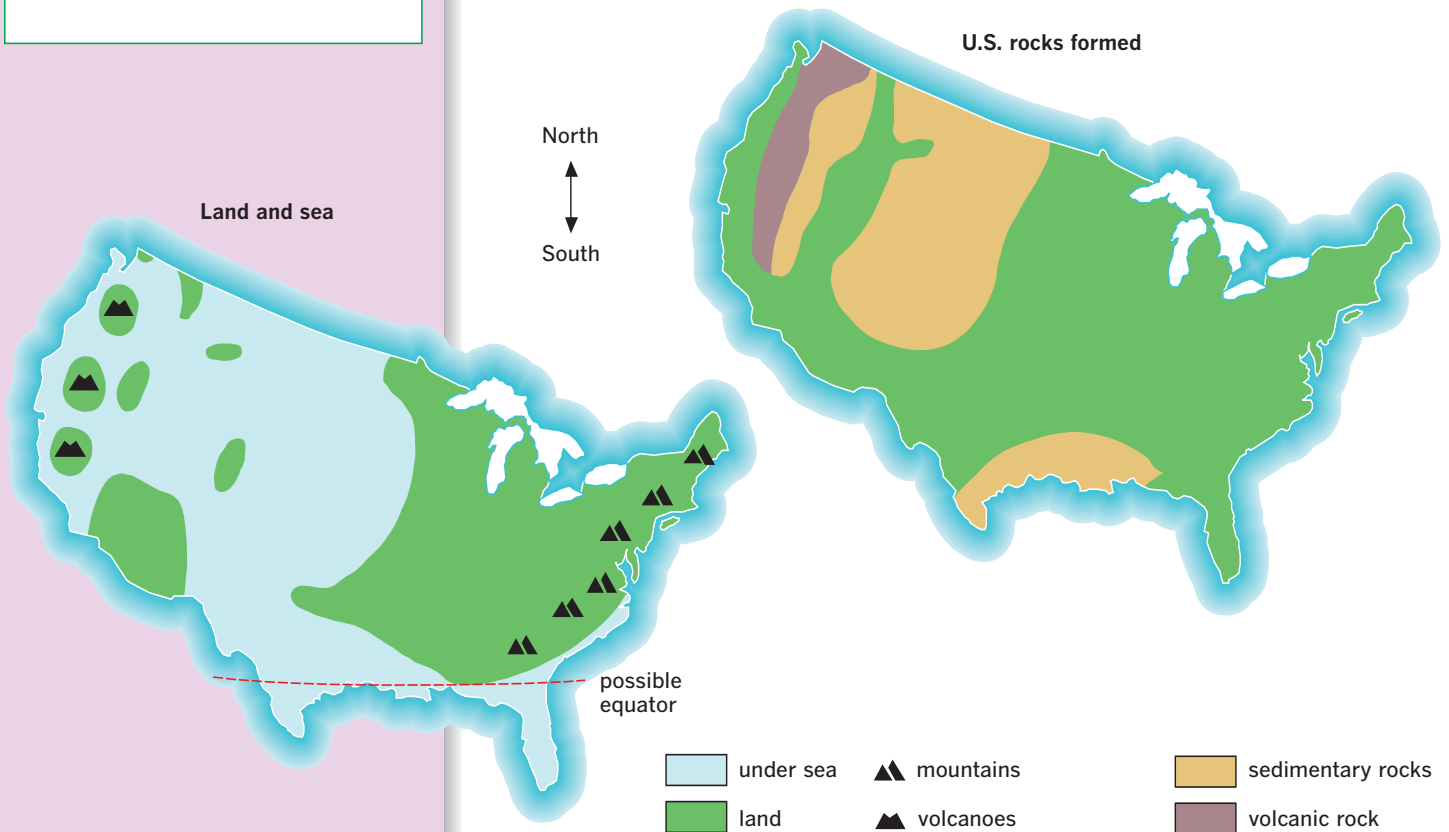 U.S. rocks formed
North
South
Land and sea
possible
equator
under sea
mountains
sedimentary rocks
land
volcanoes
volcanic rock